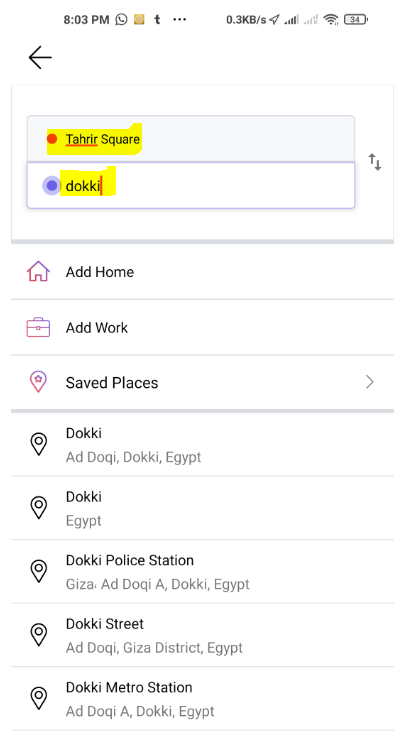 8:03 PM t ... 0.3KB/s 34
Tahrir Square
dokki
Add Home
Add Work
Saved Places
Dokki
Ad Doqi, Dokki, Egypt
Dokki
Egypt
Dokki Police Station
Giza، Ad Doqi A, Dokki, Egypt
Dokki Street
Ad Doqi, Giza District, Egypt
Dokki Metro Station
Ad Doqi A, Dokki, Egypt